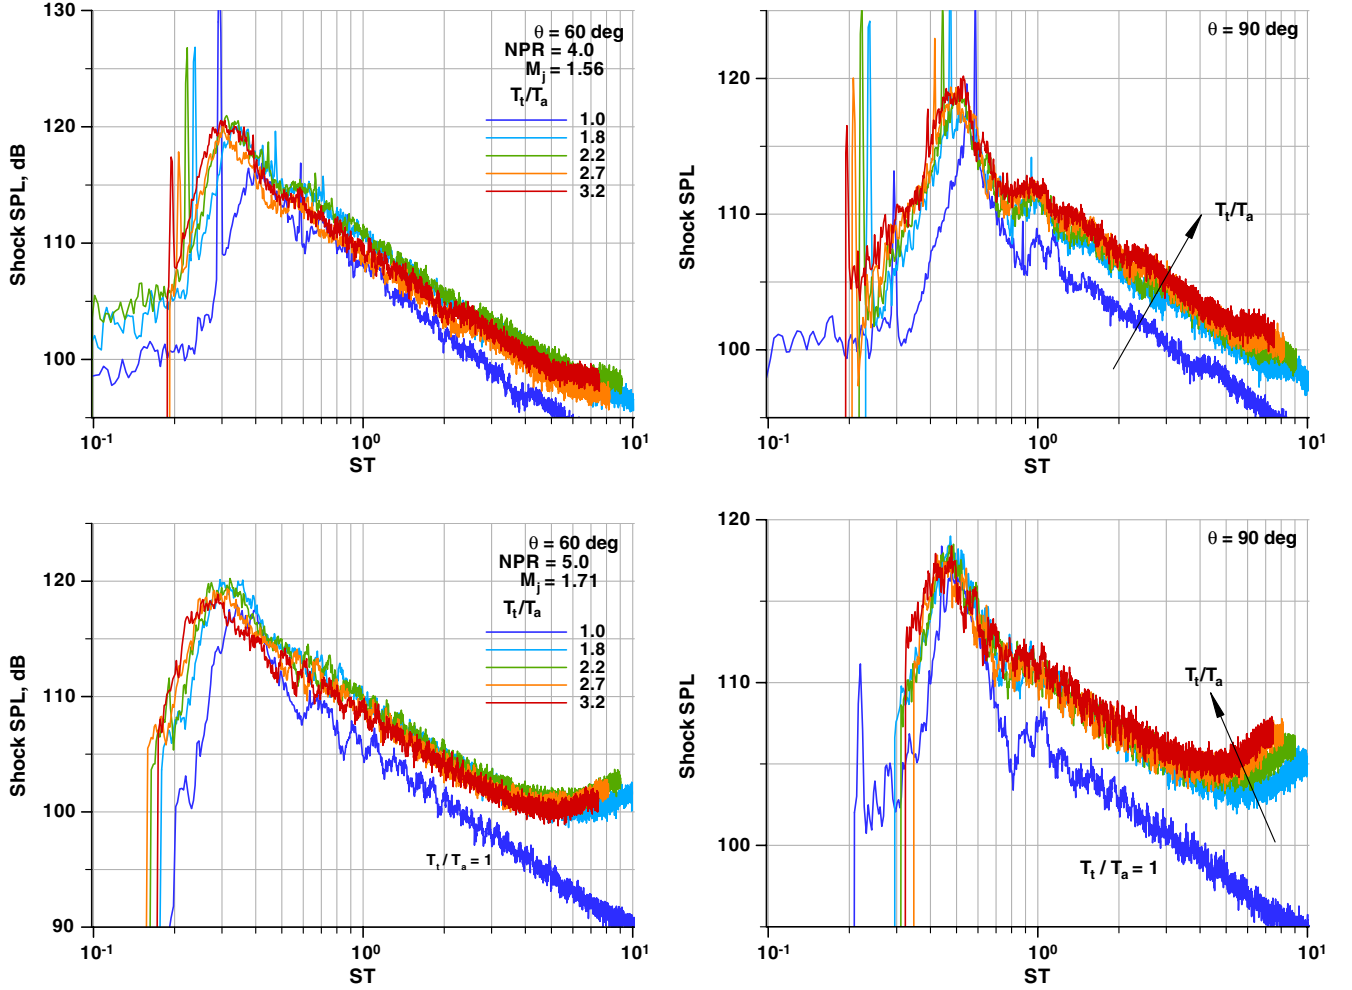 130
120
110
100
Shock SPL, dB
θ = 60 deg
NPR = 4.0
Mj = 1.56
Tt/Ta
1.0
1.8
2.2
2.7
3.2
10-1
100
101
ST
120
110
100
Shock SPL
θ = 90 deg
Tt/Ta
10-1
100
101
ST
120
110
100
90
Shock SPL, dB
θ = 60 deg
NPR = 5.0
Mj = 1.71
Tt/Ta
1.0
1.8
2.2
2.7
3.2
Tt / Ta = 1
10-1
100
101
ST
120
110
100
Shock SPL
θ = 90 deg
Tt/Ta
Tt / Ta = 1
10-1
100
101
ST